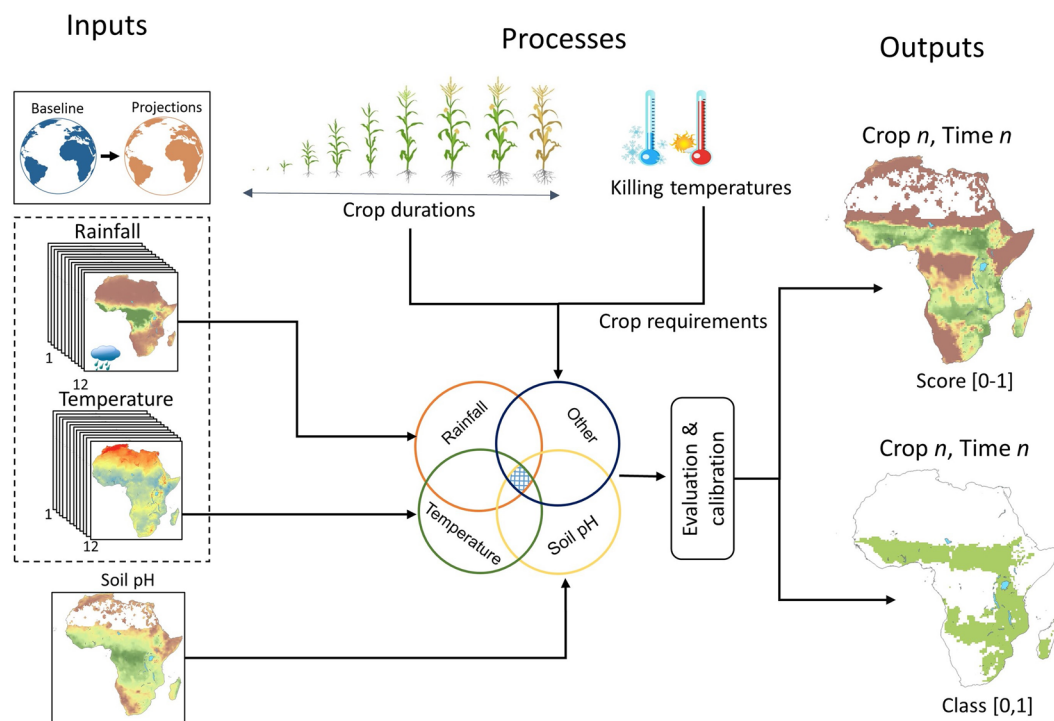 Inputs
Processes
Outputs
Baseline
Projections
Crop durations
Killing temperatures
Crop n, Time n
Rainfall
1
12
Crop requirements
Score [0-1]
Temperature
1
12
Rainfall
Other
Temperature
Soil pH
Evaluation &
calibration
Crop n, Time n
Soil pH
Class [0,1]